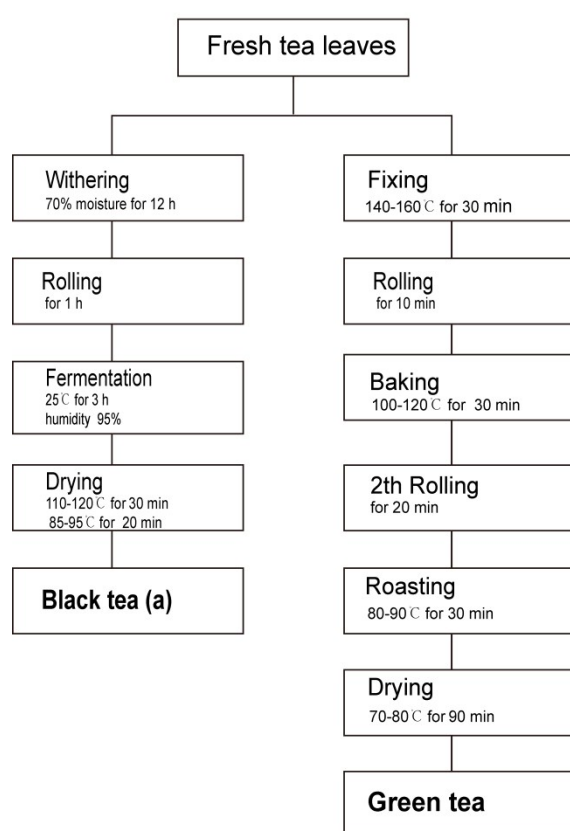 Fresh tea leaves
Withering
70% moisture for 12 h
Rolling
for 1 h
Fermentation
25℃ for 3 h
humidity 95%
Drying
110-120℃ for 30 min
85-95℃ for 20 min
Black tea (a)
Fixing
140-160℃ for 30 min
Rolling
for 10 min
Baking
100-120℃ for 30 min
2th Rolling
for 20 min
Roasting
80-90℃ for 30 min
Drying
70-80℃ for 90 min
Green tea